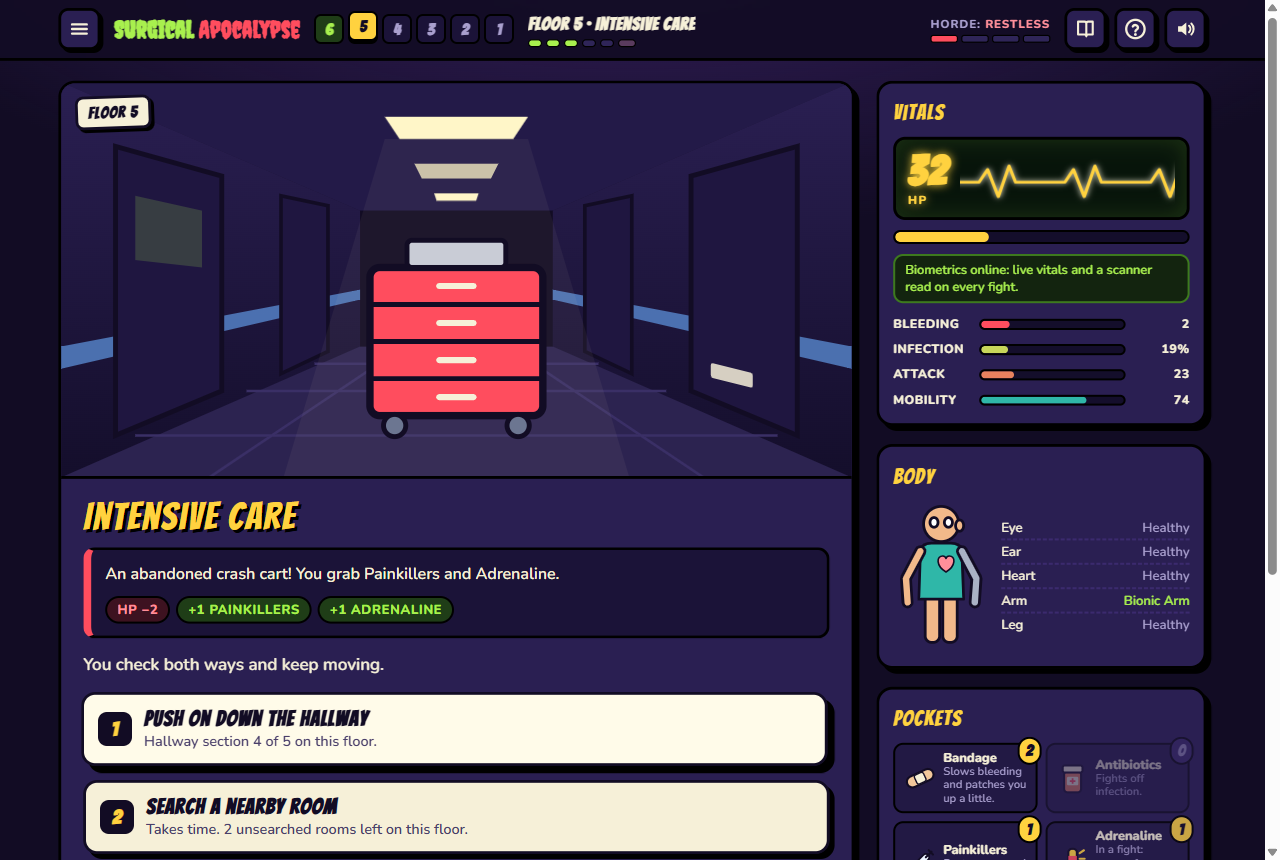 SURGICAL APOCALYPSE
6 5 4 3 2 1
FLOOR 5 • INTENSIVE CARE
HORDE: RESTLESS
FLOOR 5
INTENSIVE CARE
An abandoned crash cart! You grab Painkillers and Adrenaline.
HP −2 +1 PAINKILLERS +1 ADRENALINE
You check both ways and keep moving.
1 PUSH ON DOWN THE HALLWAY
Hallway section 4 of 5 on this floor.
2 SEARCH A NEARBY ROOM
Takes time. 2 unsearched rooms left on this floor.
VITALS
32
HP
Biometrics online: live vitals and a scanner
read on every fight.
BLEEDING 2
INFECTION 19%
ATTACK 23
MOBILITY 74
BODY
Eye Healthy
Ear Healthy
Heart Healthy
Arm Bionic Arm
Leg Healthy
POCKETS
Bandage 2
Slows bleeding
and patches you
up a little.
Antibiotics 0
Fights off
infection.
Painkillers 1
Adrenaline 1
In a fight: